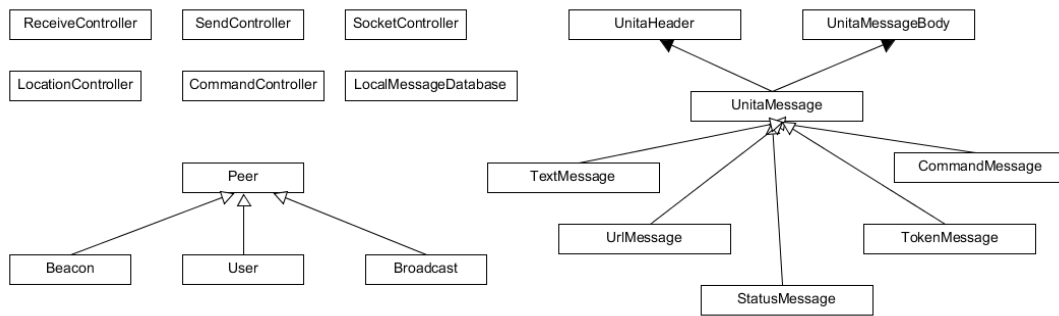 ReceiveController
SendController
SocketController
UnitaHeader
UnitaMessageBody
LocationController
CommandController
LocalMessageDatabase
UnitaMessage
Peer
TextMessage
CommandMessage
UrlMessage
TokenMessage
Beacon
User
Broadcast
StatusMessage